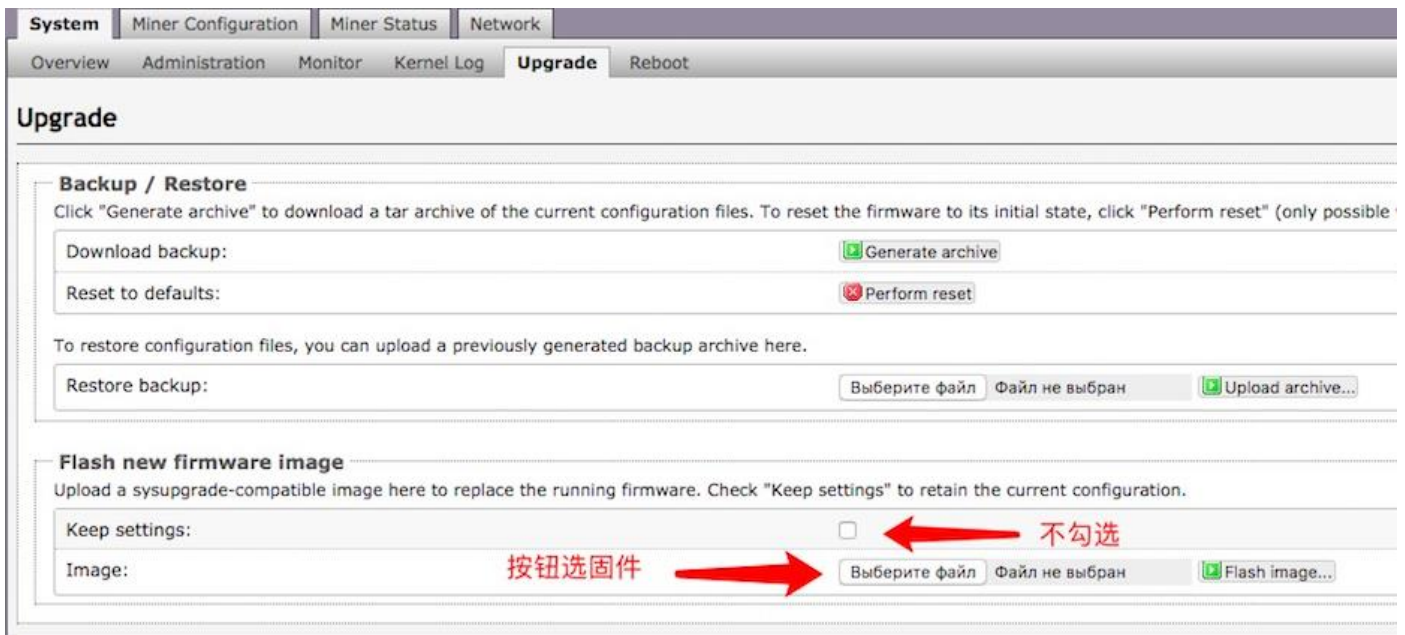 System Miner Configuration Miner Status Network
Overview Administration Monitor Kernel Log Upgrade Reboot
Upgrade
Backup / Restore
Click "Generate archive" to download a tar archive of the current configuration files. To reset the firmware to its initial state, click "Perform reset" (only possible
Download backup: Generate archive
Reset to defaults: Perform reset
To restore configuration files, you can upload a previously generated backup archive here.
Restore backup: Выберите файл Файл не выбран Upload archive...
Flash new firmware image
Upload a sysupgrade-compatible image here to replace the running firmware. Check "Keep settings" to retain the current configuration.
Keep settings: 不勾选
Image: 按钮选固件 Выберите файл Файл не выбран Flash image...